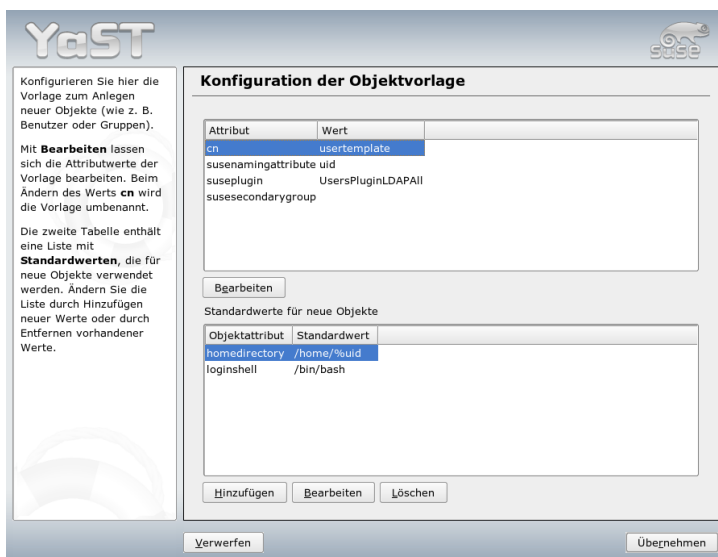 YaST
SUSE
Konfigurieren Sie hier die
Vorlage zum Anlegen
neuer Objekte (wie z. B.
Benutzer oder Gruppen).
Mit Bearbeiten lassen
sich die Attributwerte der
Vorlage bearbeiten. Beim
Ändern des Werts cn wird
die Vorlage umbenannt.
Die zweite Tabelle enthält
eine Liste mit
Standardwerten, die für
neue Objekte verwendet
werden. Ändern Sie die
Liste durch Hinzufügen
neuer Werte oder durch
Entfernen vorhandener
Werte.
Konfiguration der Objektvorlage
Attribut Wert
cn usertemplate
susenamingattribute uid
suseplugin UsersPluginLDAPAll
susesecondarygroup
Bearbeiten
Standardwerte für neue Objekte
Objektattribut Standardwert
homedirectory /home/%uid
loginshell /bin/bash
Hinzufügen Bearbeiten Löschen
Verwerfen Übernehmen